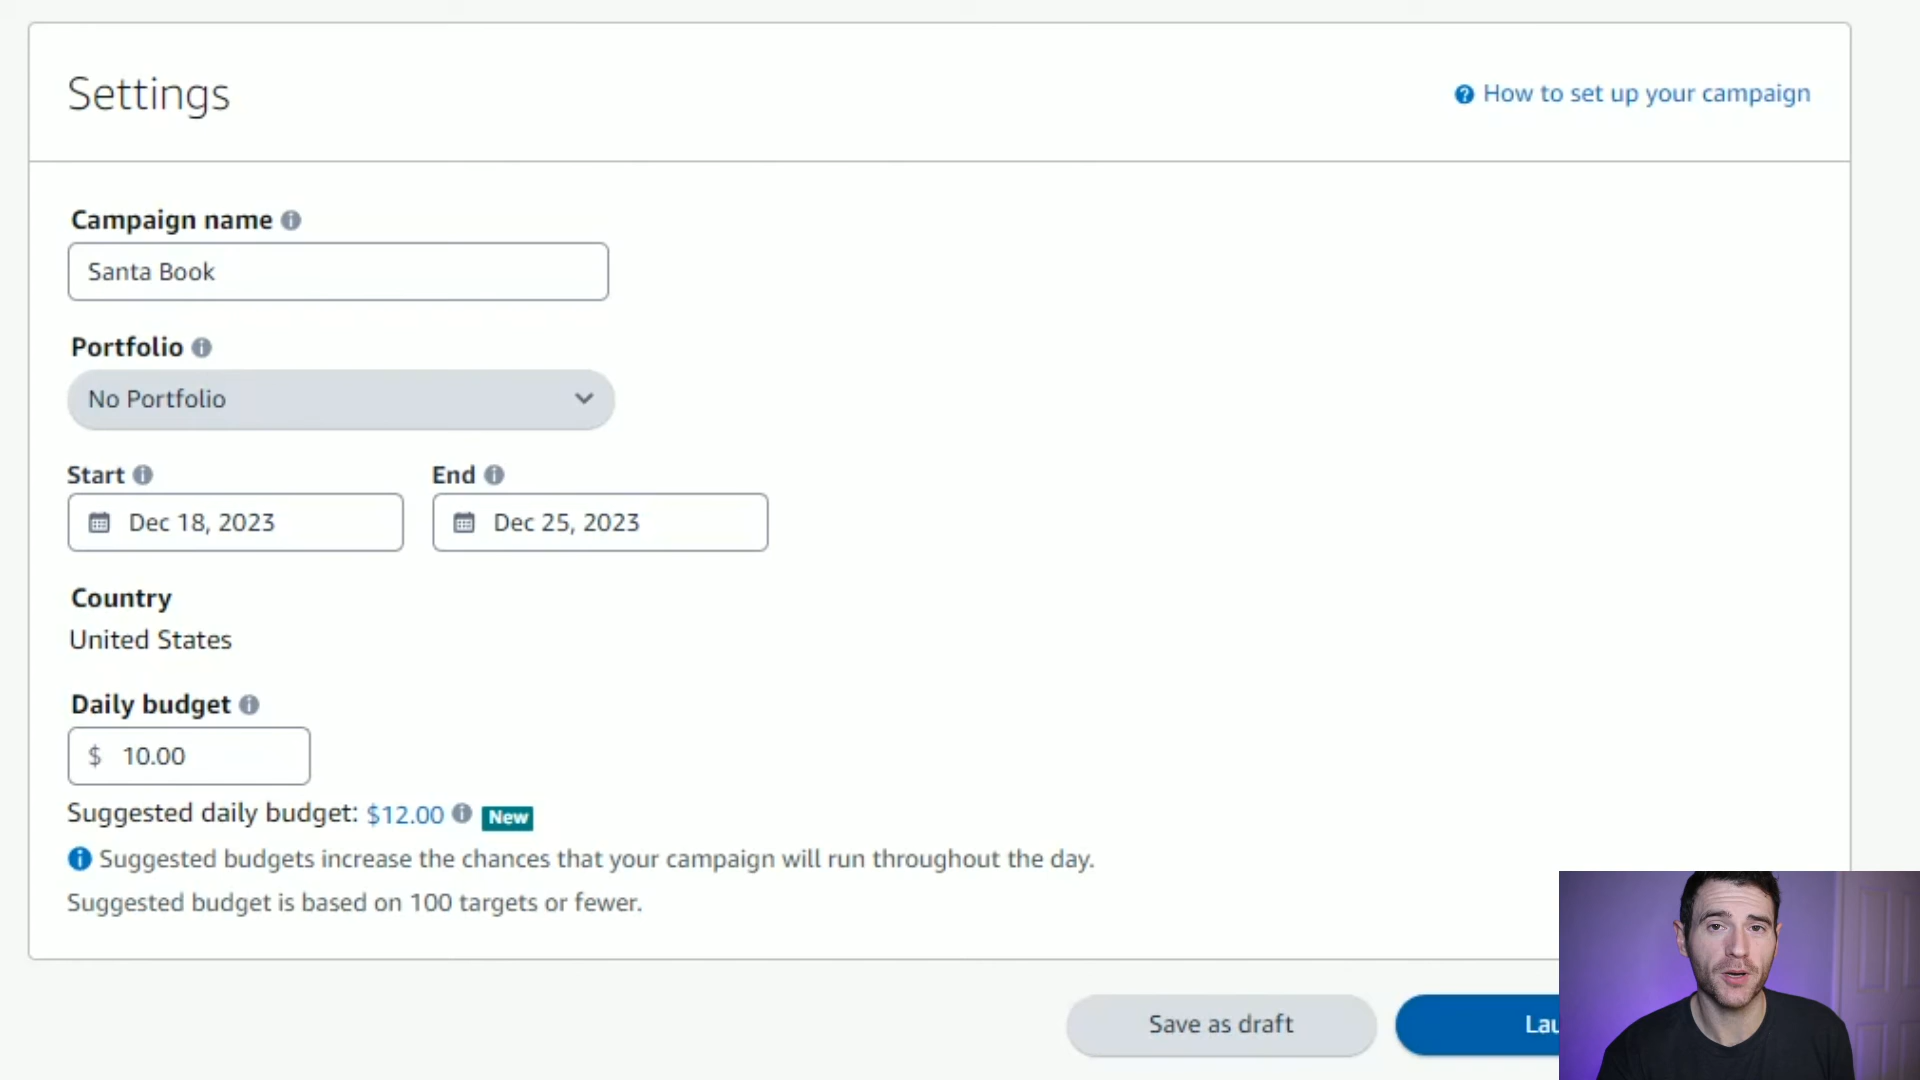 Settings
How to set up your campaign
Campaign name
Santa Book
Portfolio
No Portfolio
Start
End
Dec 18, 2023
Dec 25, 2023
Country
United States
Daily budget
$ 10.00
Suggested daily budget: $12.00 New
Suggested budgets increase the chances that your campaign will run throughout the day.
Suggested budget is based on 100 targets or fewer.
Save as draft
Lau